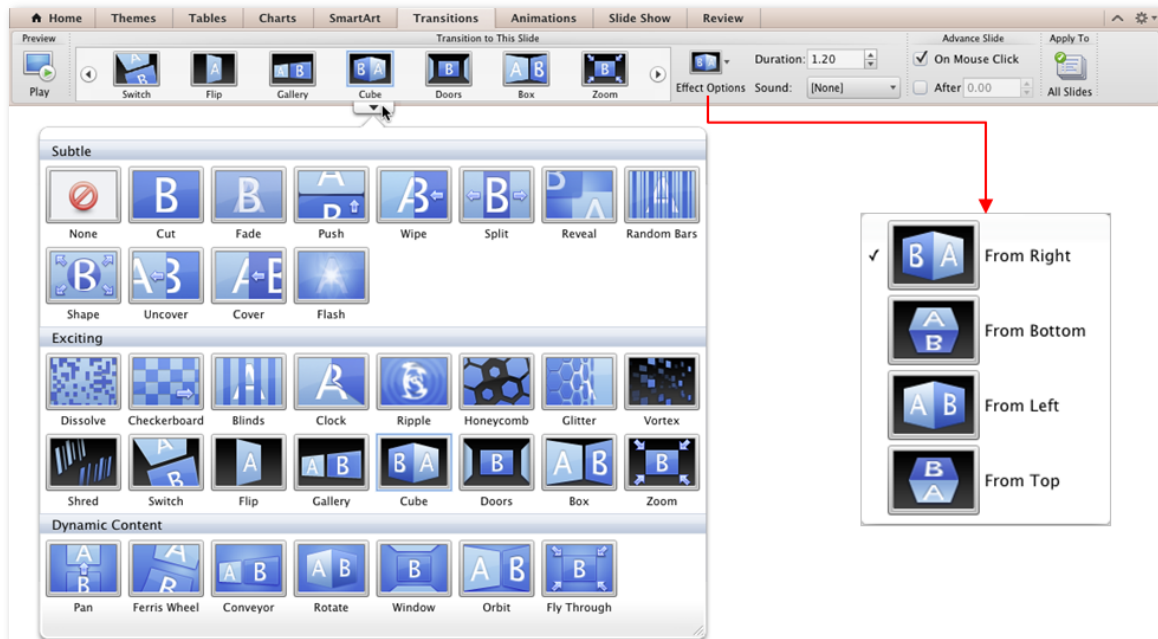 Home Themes Tables Charts SmartArt Transitions Animations Slide Show Review
Preview Transition to This Slide Advance Slide Apply To
Play
Switch Flip Gallery Cube Doors Box Zoom
Effect Options
Duration: 1.20
Sound: [None]
On Mouse Click
After 0.00
All Slides
Subtle
None Cut Fade Push Wipe Split Reveal Random Bars
Shape Uncover Cover Flash
Exciting
Dissolve Checkerboard Blinds Clock Ripple Honeycomb Glitter Vortex
Shred Switch Flip Gallery Cube Doors Box Zoom
Dynamic Content
Pan Ferris Wheel Conveyor Rotate Window Orbit Fly Through
B A From Right
A B From Bottom
A B From Left
B A From Top